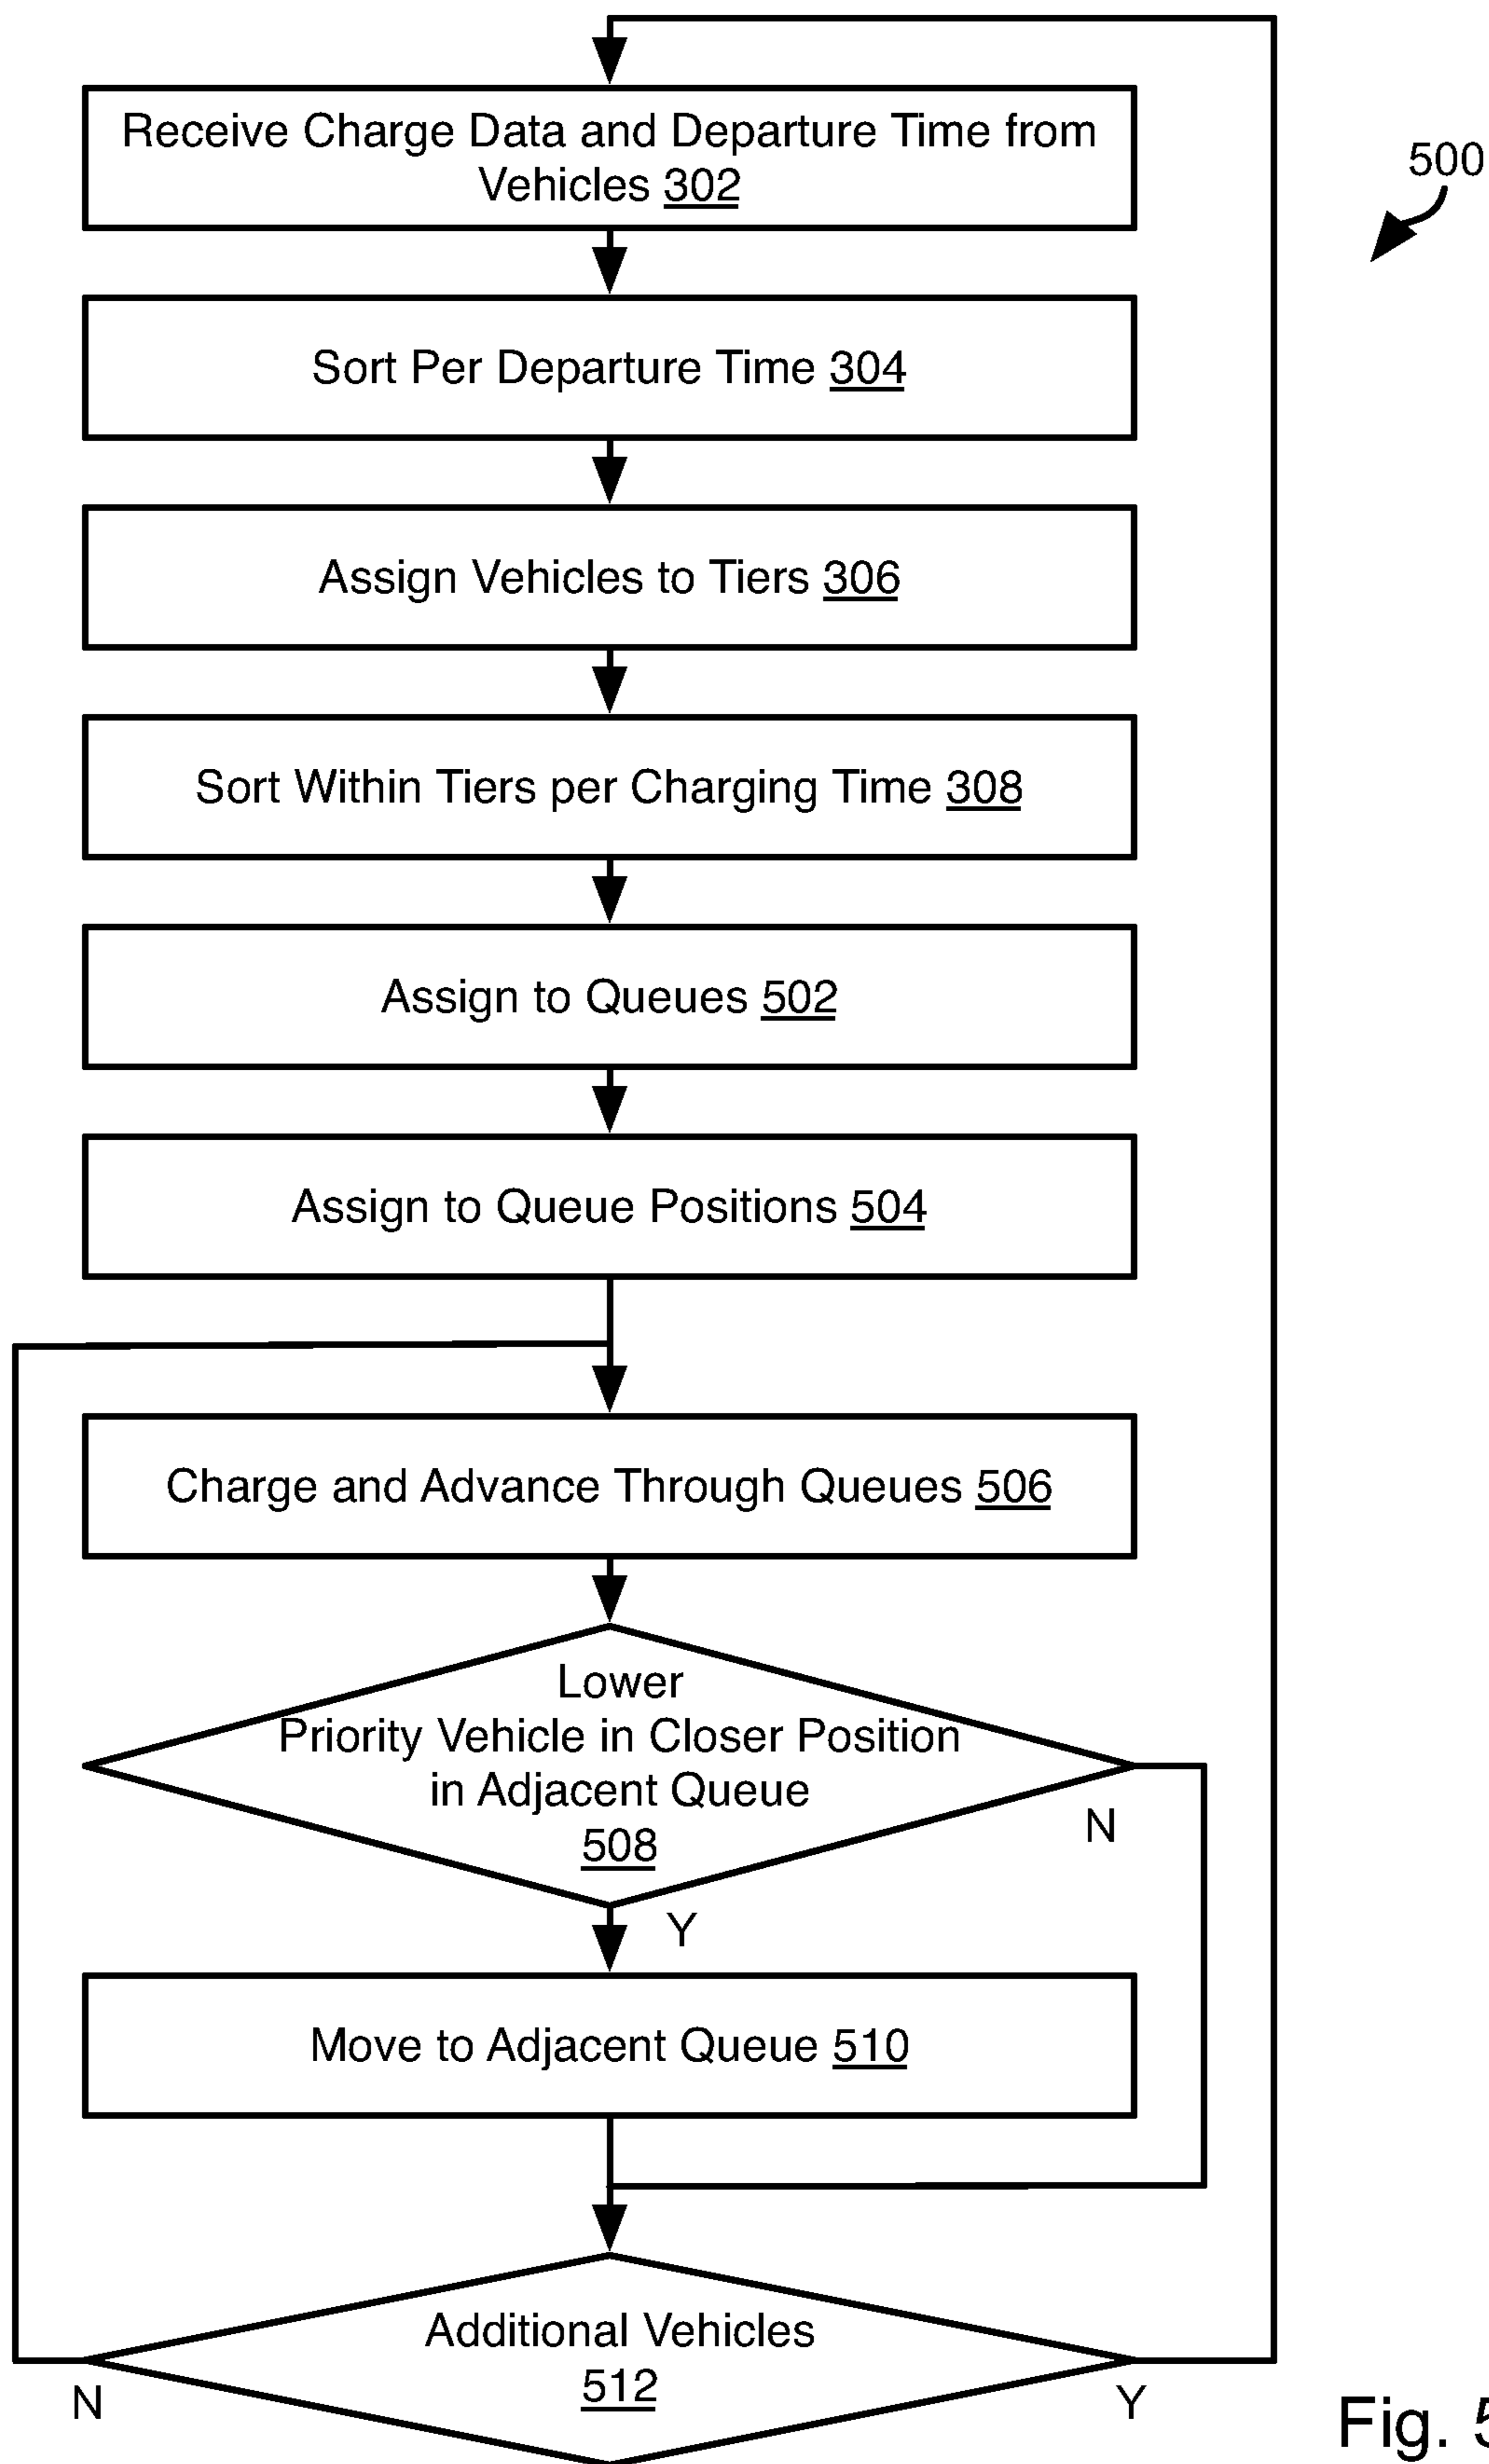 Receive Charge Data and Departure Time from
Vehicles 302
500
Sort Per Departure Time 304
Assign Vehicles to Tiers 306
Sort Within Tiers per Charging Time 308
Assign to Queues 502
Assign to Queue Positions 504
Charge and Advance Through Queues 506
Lower
Priority Vehicle in Closer Position
in Adjacent Queue
508
N
Y
Move to Adjacent Queue 510
Additional Vehicles
512
N
Y
Fig. 5